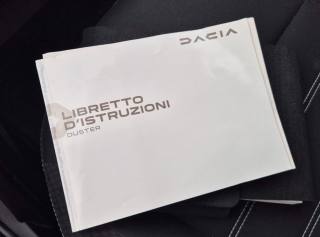 DACIA
LIBRETTO
D'ISTRUZIONI
DUSTER